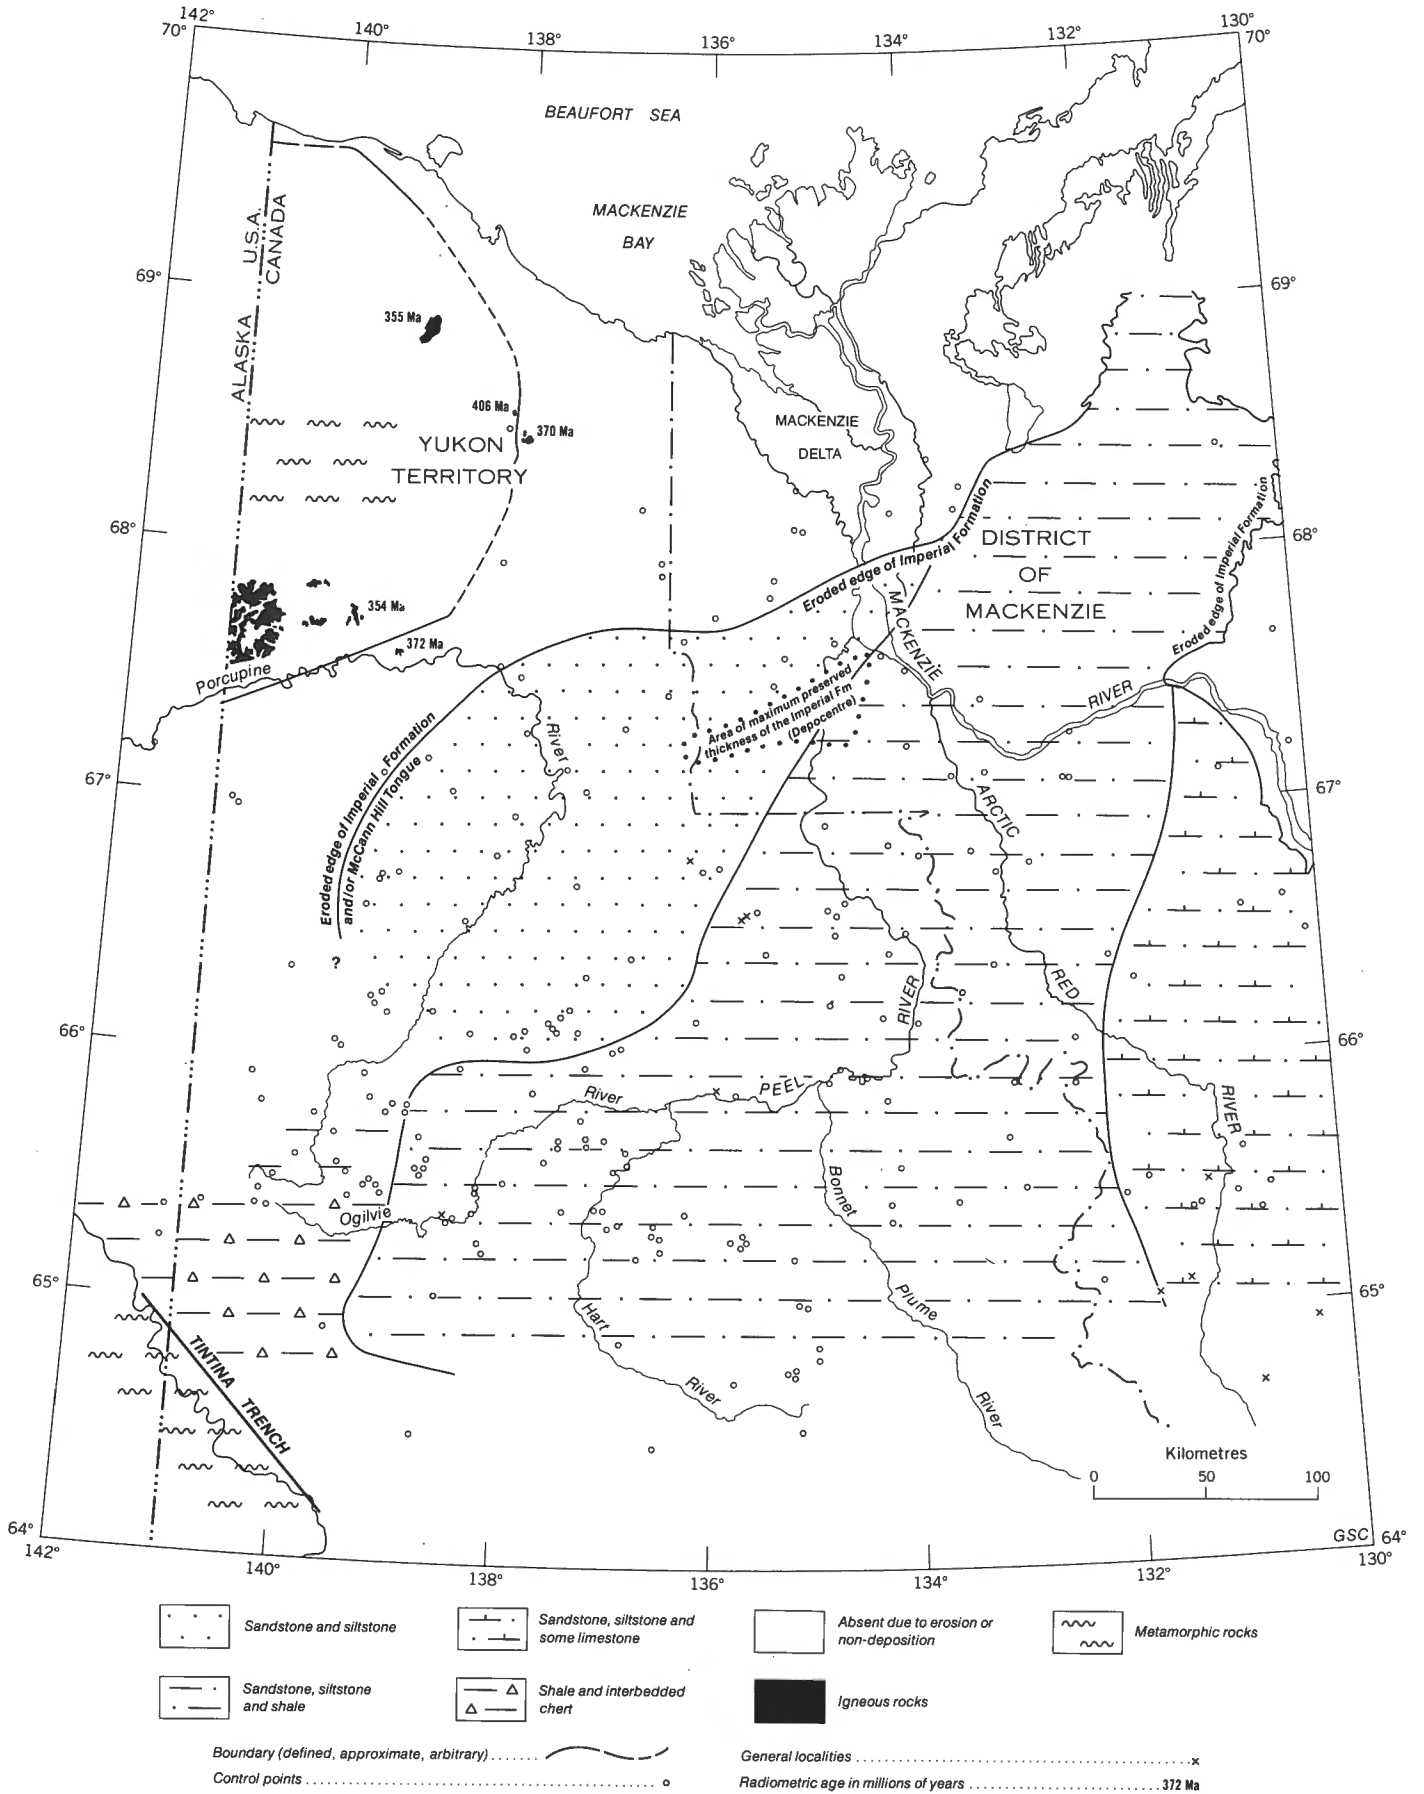 142°
140°
138°
136°
134°
132°
130°
70°
70°
BEAUFORT SEA
MACKENZIE
BAY
U.S.A.
CANADA
69°
69°
ALASKA
355 Ma
406 Ma
370 Ma
YUKON
TERRITORY
MACKENZIE
DELTA
68°
68°
Eroded edge of Imperial Formation
Eroded edge of Imperial Formation
DISTRICT
OF
MACKENZIE
354 Ma
372 Ma
Porcupine
River
MACKENZIE
RIVER
Area of maximum preserved
thickness of the Imperial Fm
(Depocentre)
Eroded edge of Imperial Formation
and/or McCann Hill Tongue
67°
67°
ARCTIC
RED
RIVER
?
66°
66°
RIVER
PEEL
River
Ogilvie
Bonnet
Plume
River
Hart
River
65°
65°
TINTINA TRENCH
Kilometres
0 50 100
GSC
64°
64°
142°
140°
138°
136°
134°
132°
130°
Sandstone and siltstone
Sandstone, siltstone and
some limestone
Absent due to erosion or
non-deposition
Metamorphic rocks
Sandstone, siltstone
and shale
Shale and interbedded
chert
Igneous rocks
Boundary (defined, approximate, arbitrary)
General localities x
Control points
Radiometric age in millions of years 372 Ma